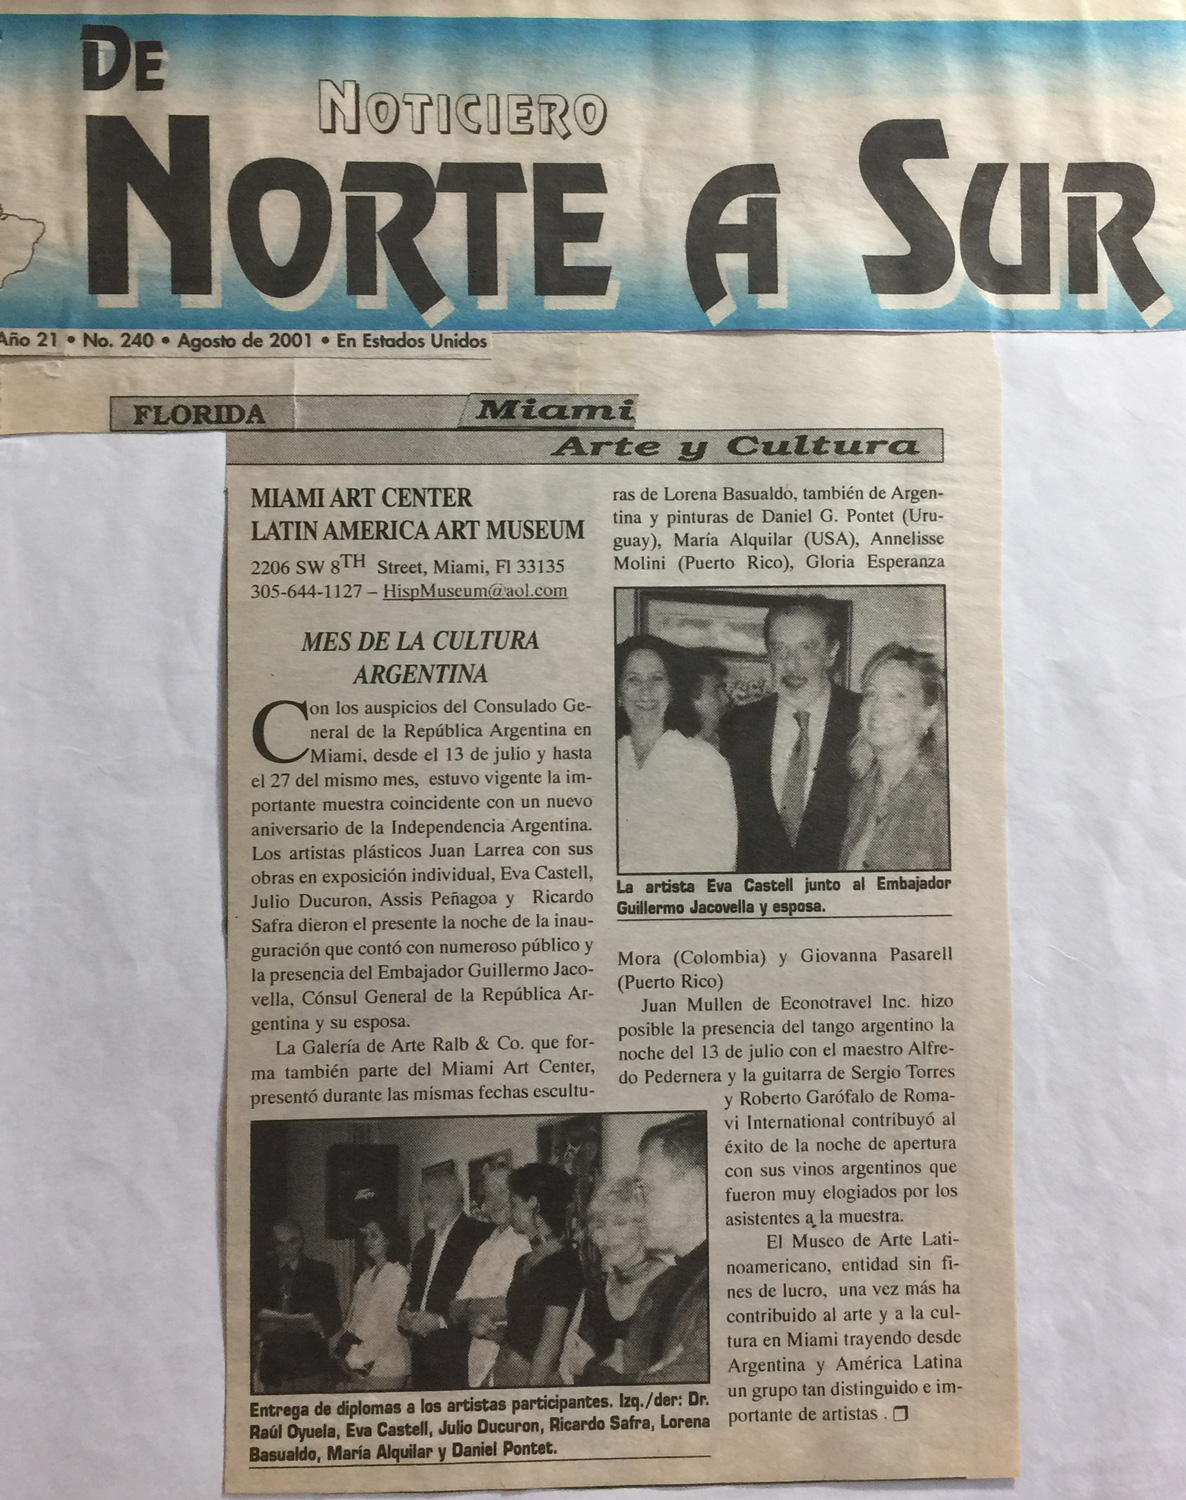 DE
NOTICIERO
NORTE A SUR
Año 21 • No. 240 • Agosto de 2001 • En Estados Unidos
FLORIDA
Miami
Arte y Cultura
MIAMI ART CENTER
LATIN AMERICA ART MUSEUM
2206 SW 8TH Street, Miami, Fl 33135
305-644-1127 – HispMuseum@aol.com
MES DE LA CULTURA
ARGENTINA
Con los auspicios del Consulado Ge-
neral de la República Argentina en
Miami, desde el 13 de julio y hasta
el 27 del mismo mes, estuvo vigente la im-
portante muestra coincidente con un nuevo
aniversario de la Independencia Argentina.
Los artistas plásticos Juan Larrea con sus
obras en exposición individual, Eva Castell,
Julio Ducuron, Assis Peñagoa y Ricardo
Safra dieron el presente la noche de la inau-
guración que contó con numeroso público y
la presencia del Embajador Guillermo Jaco-
vella, Cónsul General de la República Ar-
gentina y su esposa.
La Galería de Arte Ralb & Co. que for-
ma también parte del Miami Art Center,
presentó durante las mismas fechas escultu-
ras de Lorena Basualdo, también de Argen-
tina y pinturas de Daniel G. Pontet (Uru-
guay), María Alquilar (USA), Annelisse
Molini (Puerto Rico), Gloria Esperanza
La artista Eva Castell junto al Embajador
Guillermo Jacovella y esposa.
Mora (Colombia) y Giovanna Pasarell
(Puerto Rico)
Juan Mullen de Econotravel Inc. hizo
posible la presencia del tango argentino la
noche del 13 de julio con el maestro Alfre-
do Pedernera y la guitarra de Sergio Torres
y Roberto Garófalo de Roma-
vi International contribuyó al
éxito de la noche de apertura
con sus vinos argentinos que
fueron muy elogiados por los
asistentes a la muestra.
El Museo de Arte Lati-
noamericano, entidad sin fi-
nes de lucro, una vez más ha
contribuido al arte y a la cul-
tura en Miami trayendo desde
Argentina y América Latina
un grupo tan distinguido e im-
portante de artistas . ❒
Entrega de diplomas a los artistas participantes. Izq./der: Dr.
Raúl Oyuela, Eva Castell, Julio Ducuron, Ricardo Safra, Lorena
Basualdo, María Alquilar y Daniel Pontet.